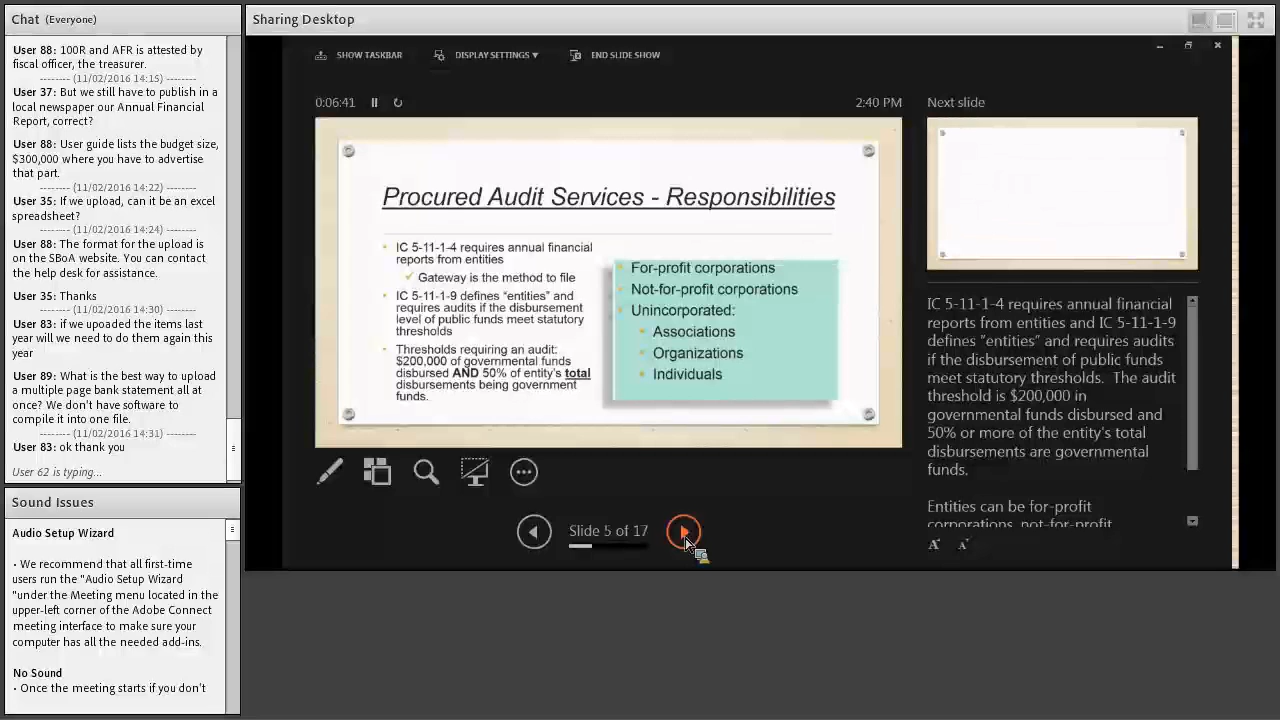 Chat (Everyone)
User 88: 100R and AFR is attested by
fiscal officer, the treasurer.
-------- (11/02/2016 14:15) --------
User 37: But we still have to publish in a
local newspaper our Annual Financial
Report, correct?
User 88: User guide lists the budget size,
$300,000 where you have to advertise
that part.
-------- (11/02/2016 14:22) --------
User 35: If we upload, can it be an excel
spreadsheet?
-------- (11/02/2016 14:24) --------
User 88: The format for the upload is
on the SBoA website. You can contact
the help desk for assistance.
User 35: Thanks
-------- (11/02/2016 14:30) --------
User 83: if we upoaded the items last
year will we need to do them again this
year
User 89: What is the best way to upload
a multiple page bank statement all at
once? We don't have software to
compile it into one file.
-------- (11/02/2016 14:31) --------
User 83: ok thank you
User 62 is typing...
Sound Issues
Audio Setup Wizard
• We recommend that all first-time
users run the "Audio Setup Wizard
"under the Meeting menu located in the
upper-left corner of the Adobe Connect
meeting interface to make sure your
computer has all the needed add-ins.
No Sound
• Once the meeting starts if you don't
Sharing Desktop
SHOW TASKBAR
DISPLAY SETTINGS ▾
END SLIDE SHOW
0:06:41
2:40 PM
Procured Audit Services - Responsibilities
IC 5-11-1-4 requires annual financial
reports from entities
Gateway is the method to file
IC 5-11-1-9 defines "entities" and
requires audits if the disbursement
level of public funds meet statutory
thresholds
Thresholds requiring an audit:
$200,000 of governmental funds
disbursed AND 50% of entity's total
disbursements being government
funds.
For-profit corporations
Not-for-profit corporations
Unincorporated:
Associations
Organizations
Individuals
Slide 5 of 17
Next slide
IC 5-11-1-4 requires annual financial
reports from entities and IC 5-11-1-9
defines "entities" and requires audits
if the disbursement of public funds
meet statutory thresholds. The audit
threshold is $200,000 in
governmental funds disbursed and
50% or more of the entity's total
disbursements are governmental
funds.
Entities can be for-profit
corporations, not-for-profit
A A